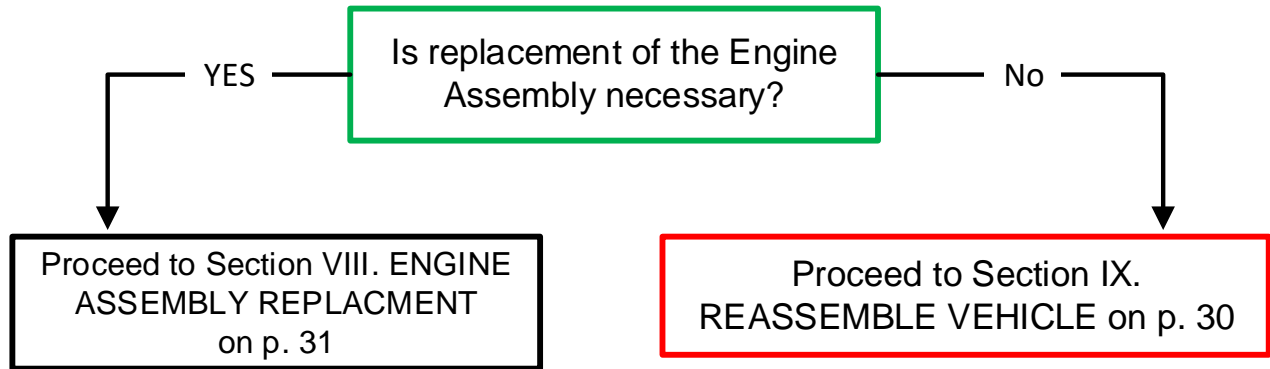 Is replacement of the Engine
Assembly necessary?
YES
No
Proceed to Section VIII. ENGINE
ASSEMBLY REPLACMENT
on p. 31
Proceed to Section IX.
REASSEMBLE VEHICLE on p. 30